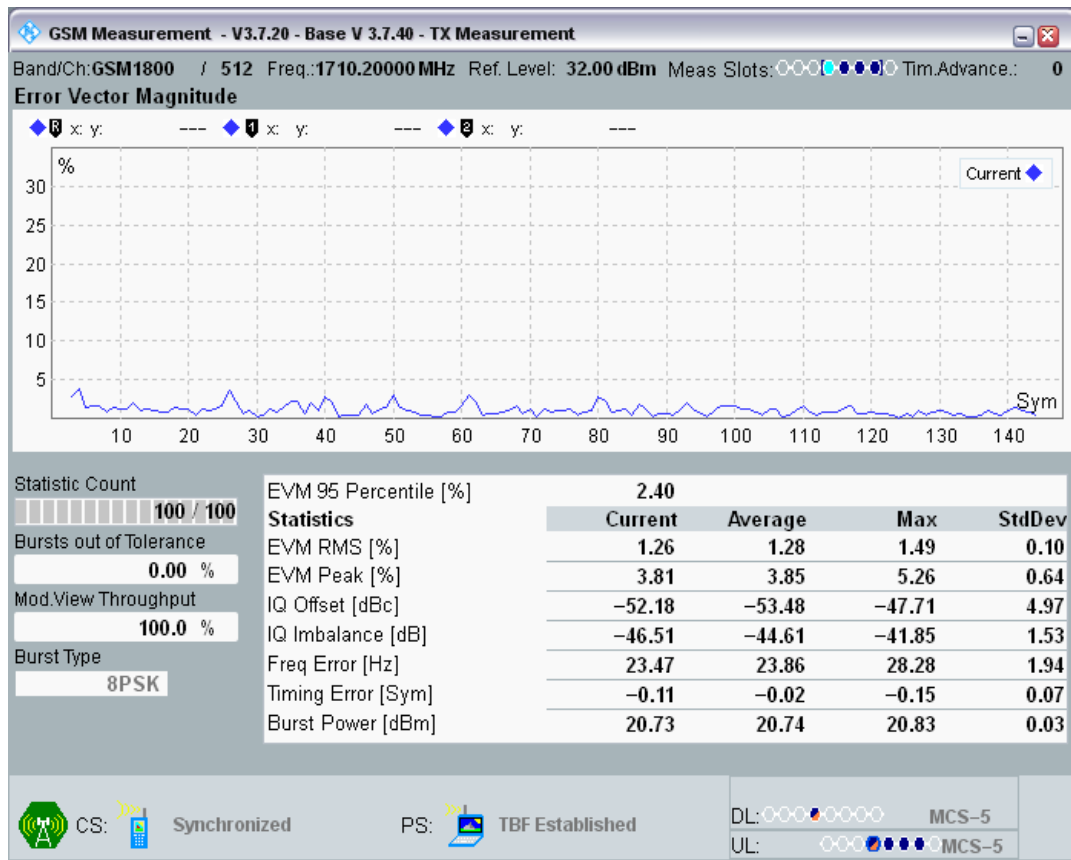 GSM Measurement - V3.7.20 - Base V 3.7.40 - TX Measurement
Band/Ch:GSM1800 / 512 Freq.:1710.20000 MHz Ref. Level: 32.00 dBm Meas Slots: Tim.Advance.: 0
Error Vector Magnitude
R x: y: --- 1 x: y: --- 2 x: y: ---
%
Current
30
25
20
15
10
5
Sym
10 20 30 40 50 60 70 80 90 100 110 120 130 140
Statistic Count
100 / 100
Bursts out of Tolerance
0.00 %
Mod.View Throughput
100.0 %
Burst Type
8PSK
EVM 95 Percentile [%] 2.40
Statistics Current Average Max StdDev
EVM RMS [%] 1.26 1.28 1.49 0.10
EVM Peak [%] 3.81 3.85 5.26 0.64
IQ Offset [dBc] −52.18 −53.48 −47.71 4.97
IQ Imbalance [dB] −46.51 −44.61 −41.85 1.53
Freq Error [Hz] 23.47 23.86 28.28 1.94
Timing Error [Sym] −0.11 −0.02 −0.15 0.07
Burst Power [dBm] 20.73 20.74 20.83 0.03
CS: Synchronized PS: TBF Established
DL: MCS−5
UL: MCS−5